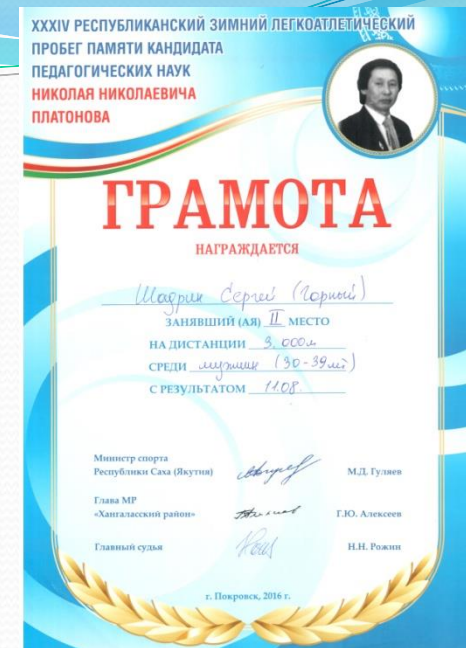 XXXIV РЕСПУБЛИКАНСКИЙ ЗИМНИЙ ЛЕГКОАТЛЕТИЧЕСКИЙ
ПРОБЕГ ПАМЯТИ КАНДИДАТА
ПЕДАГОГИЧЕСКИХ НАУК
НИКОЛАЯ НИКОЛАЕВИЧА
ПЛАТОНОВА
ГРАМОТА
НАГРАЖДАЕТСЯ
Шадрин Сергей (Горный)
ЗАНЯВШИЙ (АЯ) II МЕСТО
НА ДИСТАНЦИИ 3.000м
СРЕДИ мужчин (30-39лет)
С РЕЗУЛЬТАТОМ 11.08.
Министр спорта
Республики Саха (Якутия) М.Д. Гуляев
Глава МР
«Хангаласский район» Г.Ю. Алексеев
Главный судья Н.Н. Рожин
г. Покровск, 2016 г.